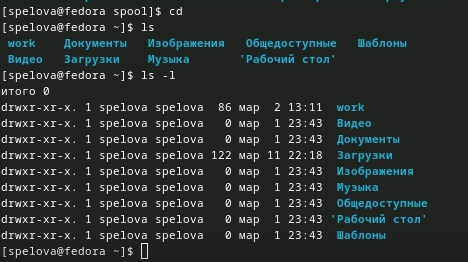 [spelova@fedora spool]$ cd
[spelova@fedora ~]$ ls
work Документы Изображения Общедоступные Шаблоны
Видео Загрузки Музыка 'Рабочий стол'
[spelova@fedora ~]$ ls -l
итого 0
drwxr-xr-x. 1 spelova spelova 86 мар 2 13:11 work
drwxr-xr-x. 1 spelova spelova 0 мар 1 23:43 Видео
drwxr-xr-x. 1 spelova spelova 0 мар 1 23:43 Документы
drwxr-xr-x. 1 spelova spelova 122 мар 11 22:18 Загрузки
drwxr-xr-x. 1 spelova spelova 0 мар 1 23:43 Изображения
drwxr-xr-x. 1 spelova spelova 0 мар 1 23:43 Музыка
drwxr-xr-x. 1 spelova spelova 0 мар 1 23:43 Общедоступные
drwxr-xr-x. 1 spelova spelova 0 мар 1 23:43 'Рабочий стол'
drwxr-xr-x. 1 spelova spelova 0 мар 1 23:43 Шаблоны
[spelova@fedora ~]$